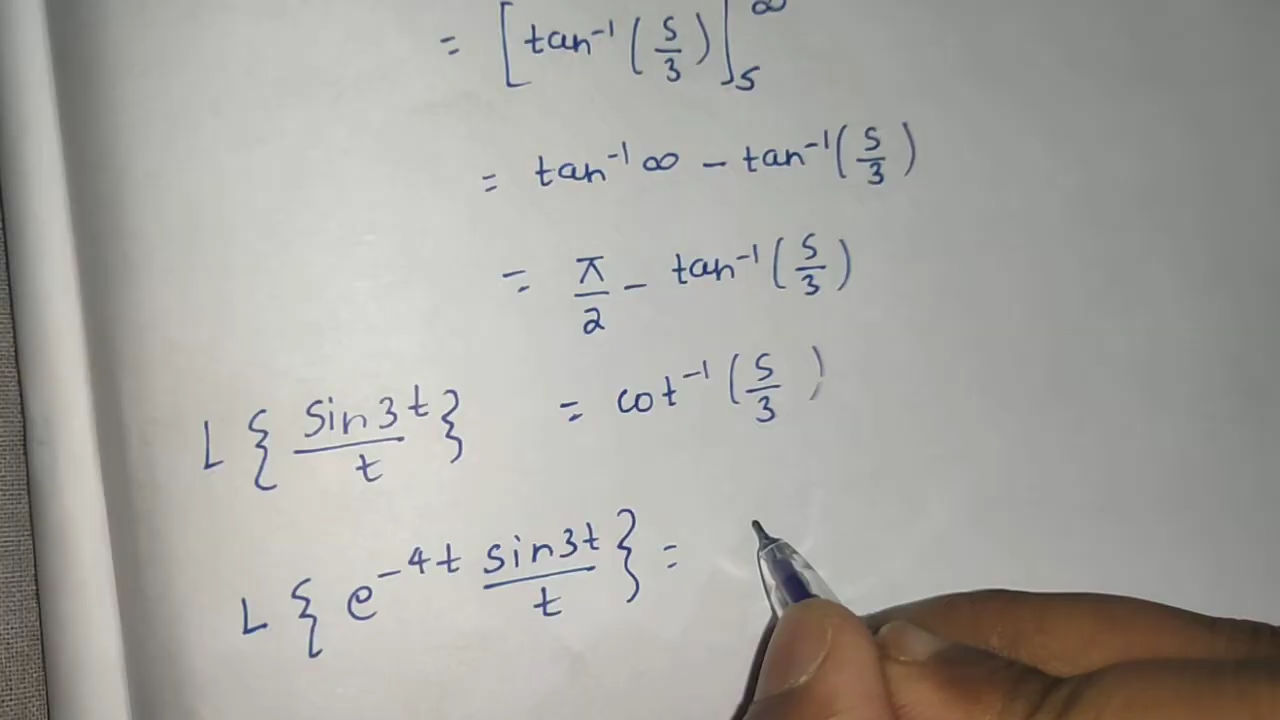 = [tan⁻¹(s/3)]ₛ^∞
= tan⁻¹∞ – tan⁻¹(s/3)
= π/2 – tan⁻¹(s/3)
L{sin3t/t} = cot⁻¹(s/3)
L{e⁻⁴ᵗ sin3t/t} =